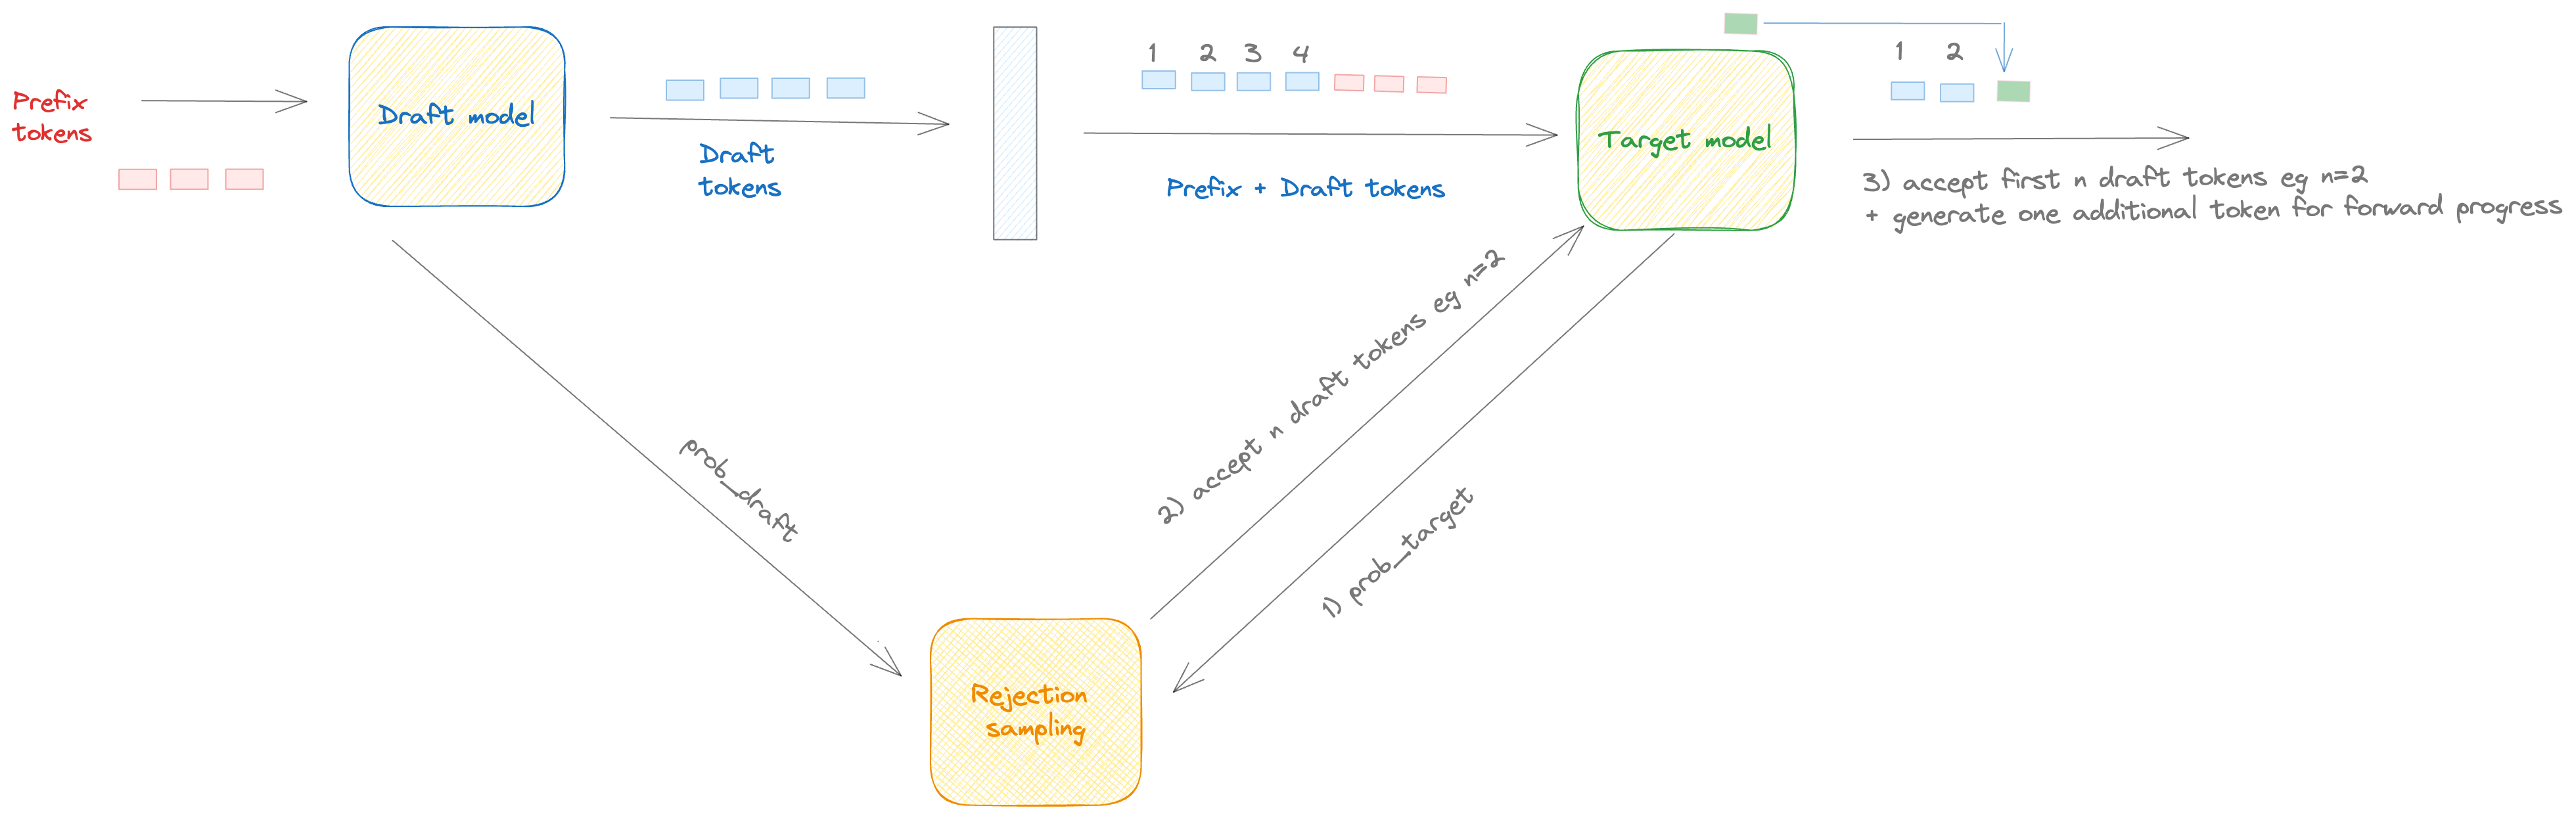 Prefix
tokens
Draft model
Draft
tokens
1 2 3 4
Prefix + Draft tokens
Target model
1 2
3) accept first n draft tokens eg n=2
+ generate one additional token for forward progress
prob_draft
2) accept n draft tokens eg n=2
1) prob_target
Rejection
sampling